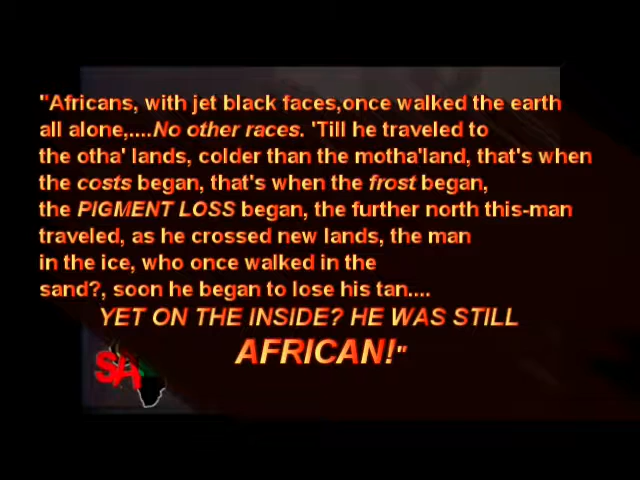 "Africans, with jet black faces,once walked the earth
all alone,....No other races. 'Till he traveled to
the otha' lands, colder than the motha'land, that's when
the costs began, that's when the frost began,
the PIGMENT LOSS began, the further north this-man
traveled, as he crossed new lands, the man
in the ice, who once walked in the
sand?, soon he began to lose his tan....
YET ON THE INSIDE? HE WAS STILL
AFRICAN!"
SA